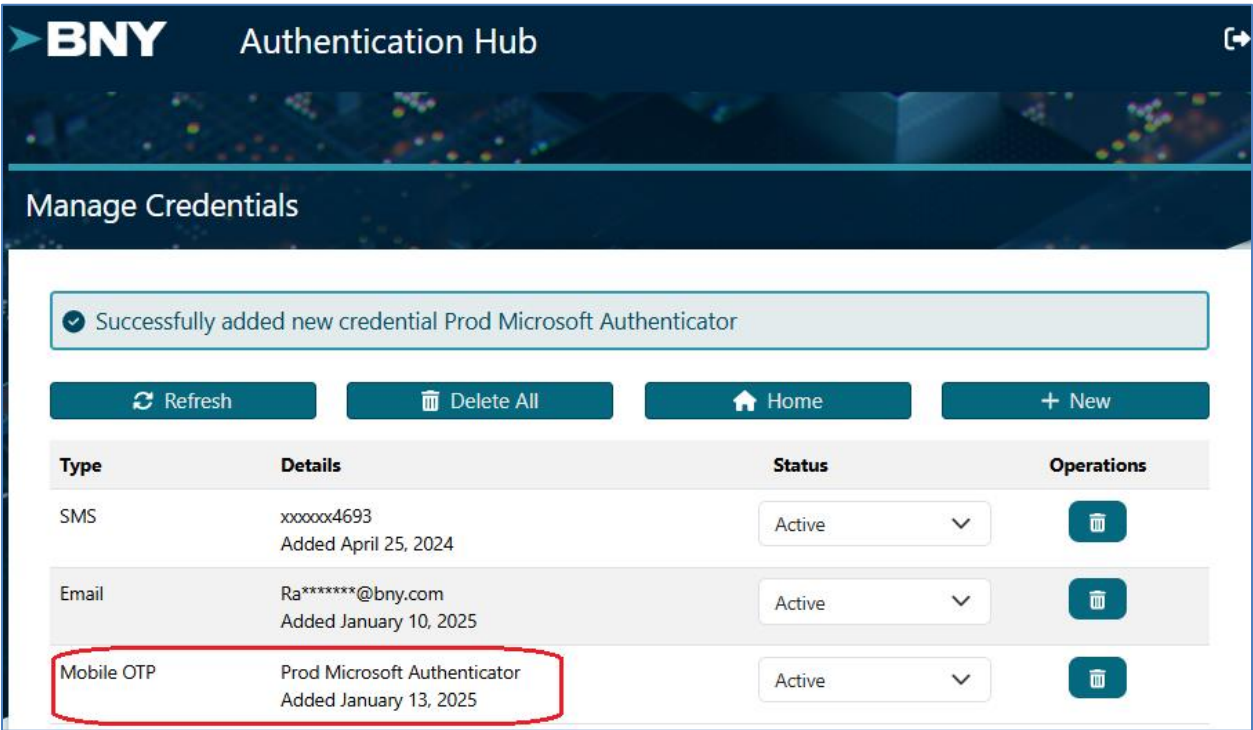 BNY Authentication Hub
Manage Credentials
Successfully added new credential Prod Microsoft Authenticator
Refresh Delete All Home + New
Type Details Status Operations
SMS xxxxxx4693 Active
Added April 25, 2024
Email Ra*******@bny.com Active
Added January 10, 2025
Mobile OTP Prod Microsoft Authenticator Active
Added January 13, 2025